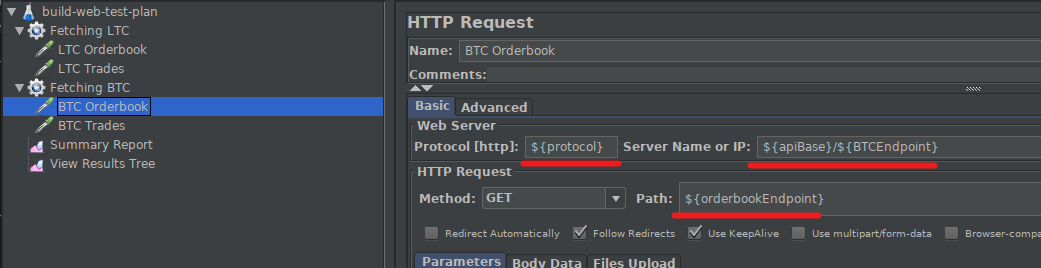 build-web-test-plan
Fetching LTC
LTC Orderbook
LTC Trades
Fetching BTC
BTC Orderbook
BTC Trades
Summary Report
View Results Tree
HTTP Request
Name: BTC Orderbook
Comments:
Basic Advanced
Web Server
Protocol [http]: ${protocol} Server Name or IP: ${apiBase}/${BTCEndpoint}
HTTP Request
Method: GET Path: ${orderbookEndpoint}
Redirect Automatically Follow Redirects Use KeepAlive Use multipart/form-data Browser-compa
Parameters Body Data Files Upload